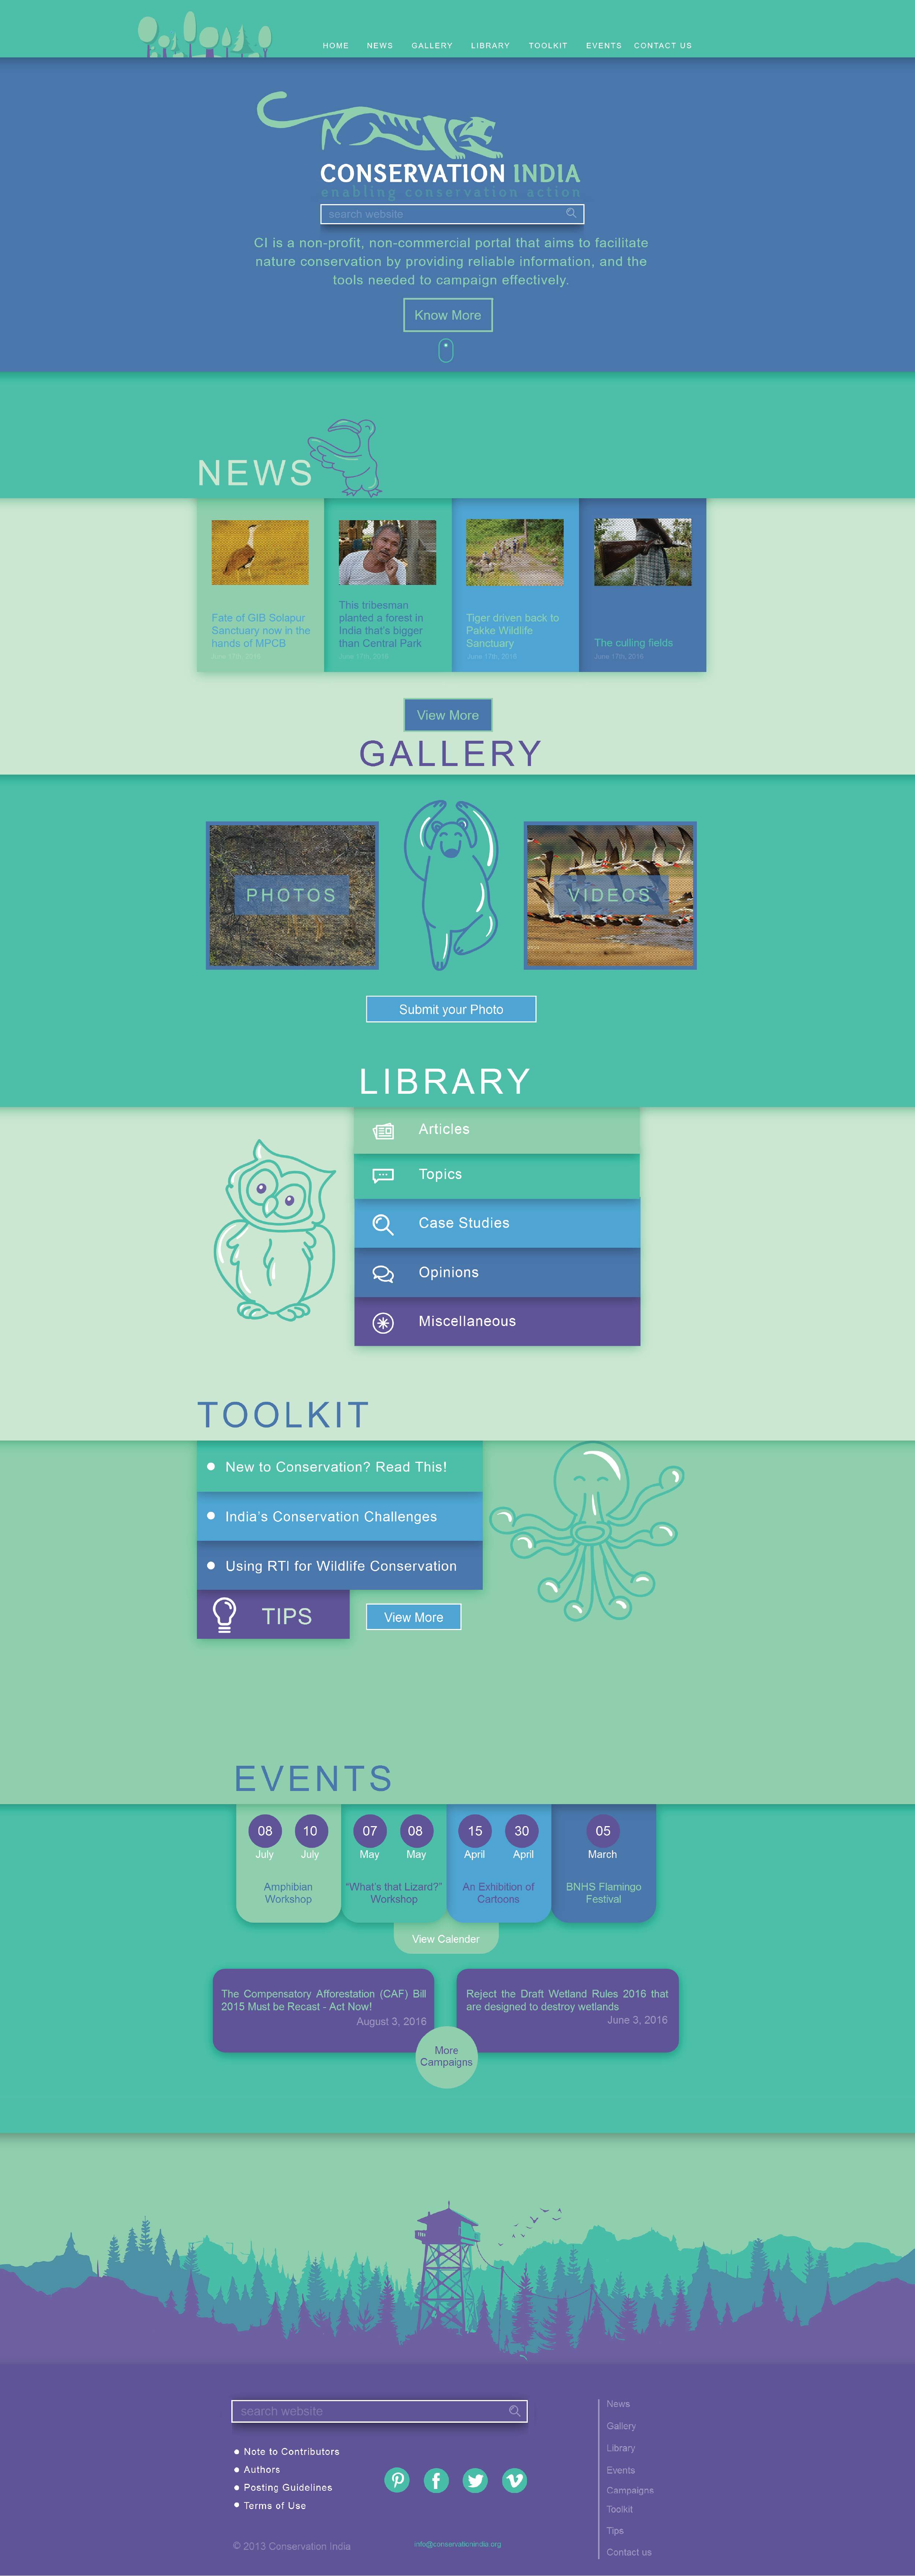 HOME NEWS GALLERY LIBRARY TOOLKIT EVENTS CONTACT US
CONSERVATION INDIA
enabling conservation action
search website
CI is a non-profit, non-commercial portal that aims to facilitate
nature conservation by providing reliable information, and the
tools needed to campaign effectively.
Know More
NEWS
Fate of GIB Solapur
Sanctuary now in the
hands of MPCB
June 17th, 2016
This tribesman
planted a forest in
India that's bigger
than Central Park
June 17th, 2016
Tiger driven back to
Pakke Wildlife
Sanctuary
June 17th, 2016
The culling fields
June 17th, 2016
View More
GALLERY
PHOTOS
VIDEOS
Submit your Photo
LIBRARY
Articles
Topics
Case Studies
Opinions
Miscellaneous
TOOLKIT
New to Conservation? Read This!
India's Conservation Challenges
Using RTI for Wildlife Conservation
TIPS
View More
EVENTS
08 10
July July
Amphibian
Workshop
07 08
May May
"What's that Lizard?"
Workshop
15 30
April April
An Exhibition of
Cartoons
05
March
BNHS Flamingo
Festival
View Calender
The Compensatory Afforestation (CAF) Bill
2015 Must be Recast - Act Now!
August 3, 2016
Reject the Draft Wetland Rules 2016 that
are designed to destroy wetlands
June 3, 2016
More
Campaigns
search website
Note to Contributors
Authors
Posting Guidelines
Terms of Use
© 2013 Conservation India
info@conservationindia.org
News
Gallery
Library
Events
Campaigns
Toolkit
Tips
Contact us